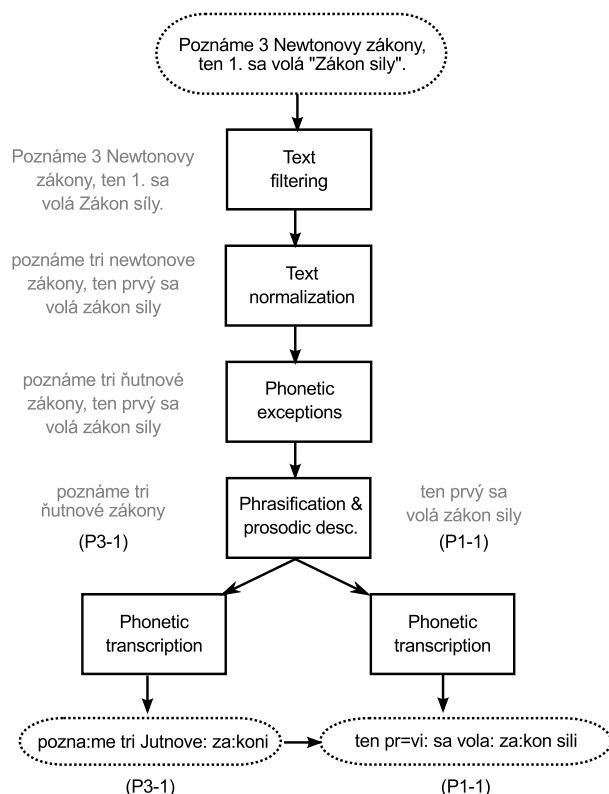 Poznáme 3 Newtonovy zákony,
ten 1. sa volá "Zákon sily".
Poznáme 3 Newtonovy
zákony, ten 1. sa
volá Zákon síly.
Text
filtering
poznáme tri newtonove
zákony, ten prvý sa
volá zákon sily
Text
normalization
poznáme tri ňutnové
zákony, ten prvý sa
volá zákon sily
Phonetic
exceptions
poznáme tri
ňutnové zákony
(P3-1)
Phrasification &
prosodic desc.
ten prvý sa
volá zákon sily
(P1-1)
Phonetic
transcription
Phonetic
transcription
pozna:me tri Jutnove: za:koni
ten pr=vi: sa vola: za:kon sili
(P3-1)
(P1-1)